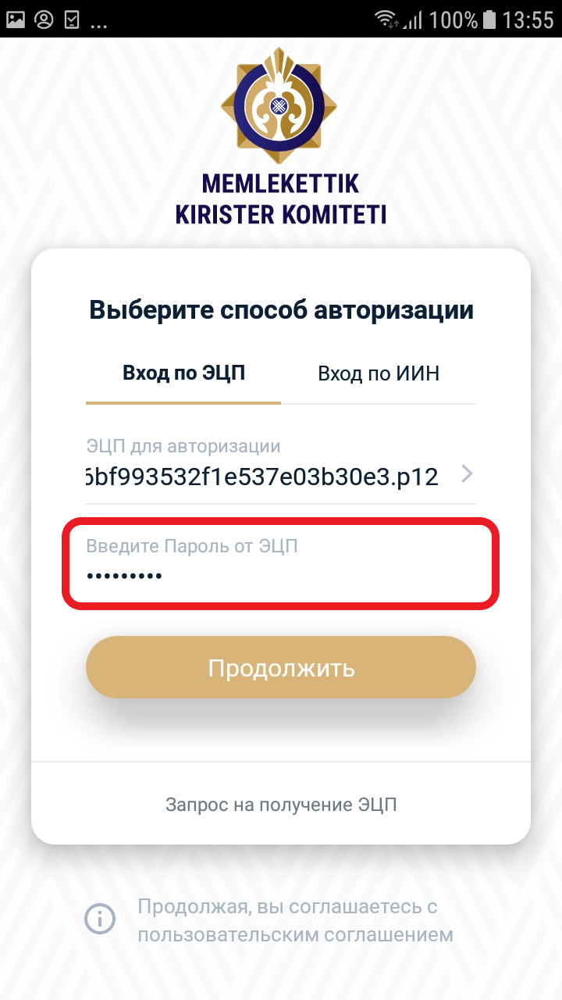 ... 100% 13:55
MEMLEKETTIK
KIRISTER KOMITETI
Выберите способ авторизации
Вход по ЭЦП Вход по ИИН
ЭЦП для авторизации
6bf993532f1e537e03b30e3.p12
Введите Пароль от ЭЦП
•••••••••
Продолжить
Запрос на получение ЭЦП
Продолжая, вы соглашаетесь с
пользовательским соглашением